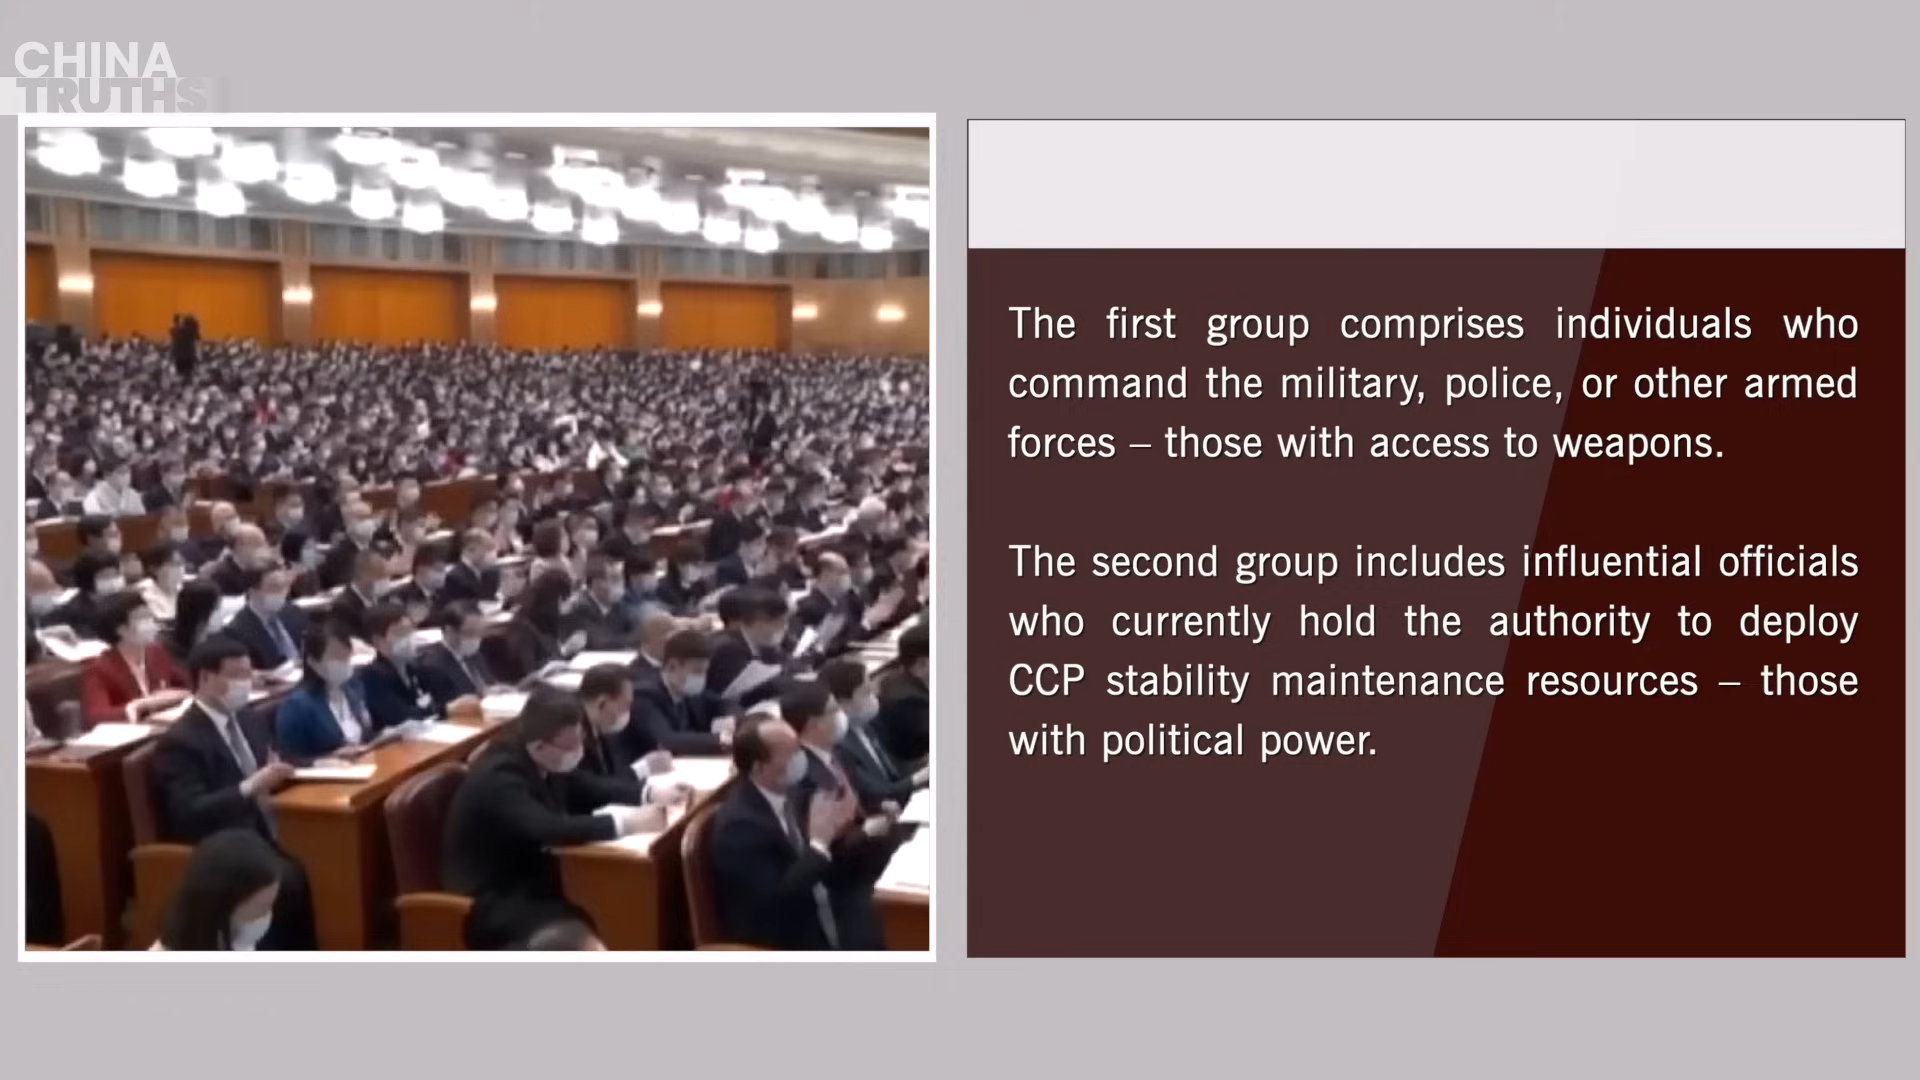 CHINA
TRUTHS
The first group comprises individuals who
command the military, police, or other armed
forces – those with access to weapons.
The second group includes influential officials
who currently hold the authority to deploy
CCP stability maintenance resources – those
with political power.